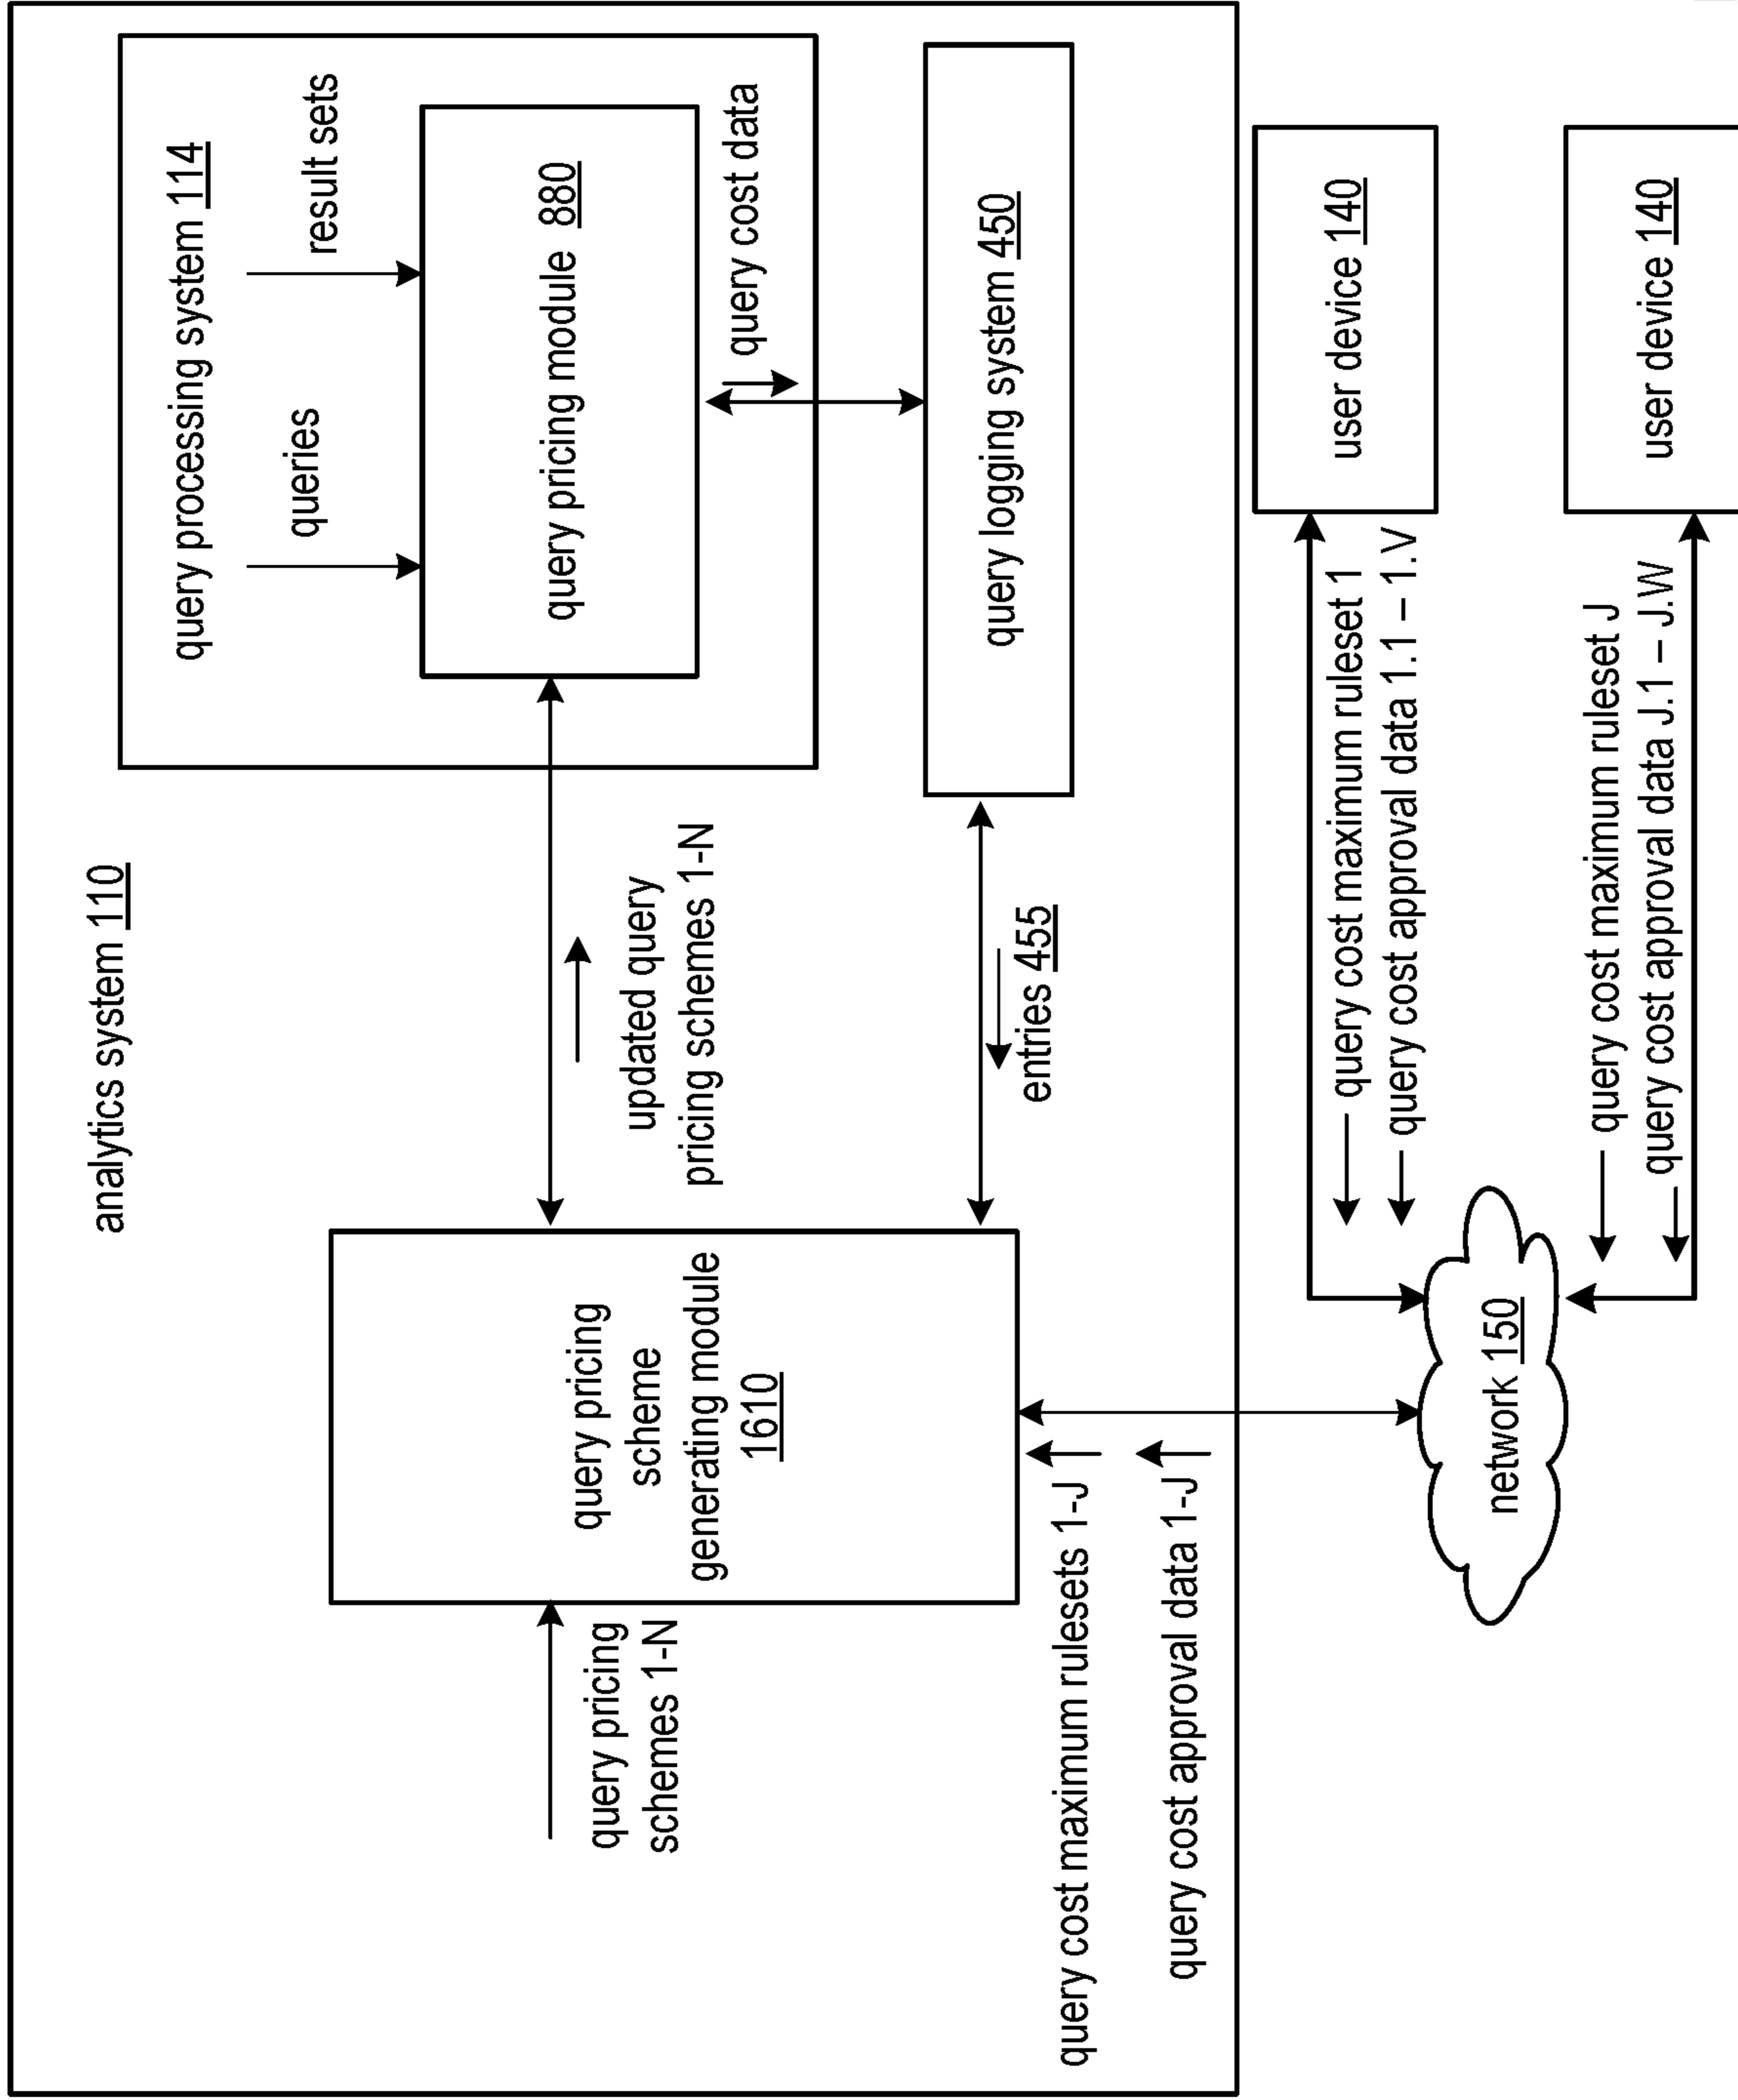 analytics system 110
query processing system 114
queries
result sets
query pricing module 880
query cost data
query logging system 450
updated query
pricing schemes 1-N
entries 455
query pricing
scheme
generating module
1610
query pricing
schemes 1-N
query cost maximum rulesets 1-J
query cost approval data 1-J
network 150
query cost maximum ruleset 1
query cost approval data 1.1 – 1.V
user device 140
query cost maximum ruleset J
query cost approval data J.1 – J.W
user device 140